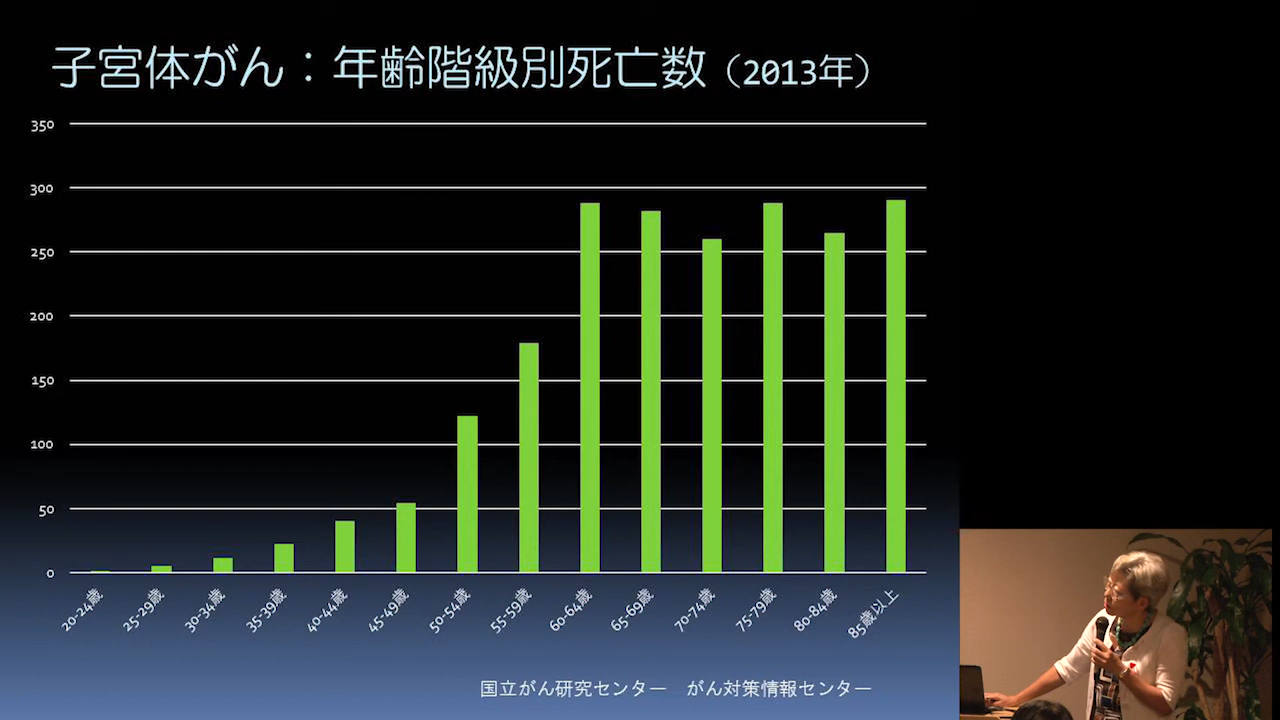 子宮体がん：年齢階級別死亡数（2013年）
350
300
250
200
150
100
50
0
20-24歳
25-29歳
30-34歳
35-39歳
40-44歳
45-49歳
50-54歳
55-59歳
60-64歳
65-69歳
70-74歳
75-79歳
80-84歳
85歳以上
国立がん研究センター　がん対策情報センター